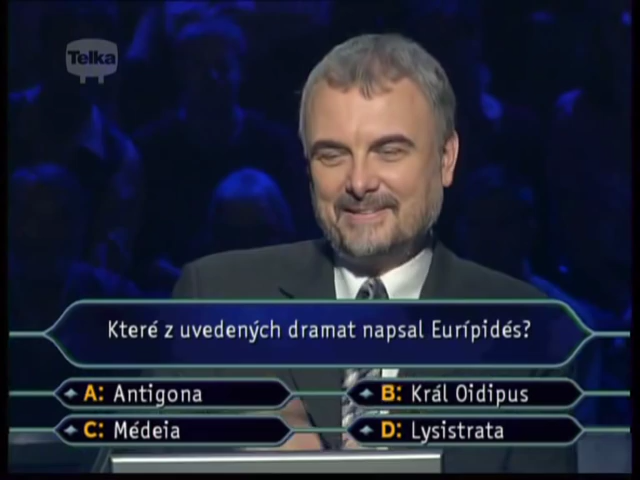 Telka
Které z uvedených dramat napsal Eurípidés?
A: Antigona
B: Král Oidipus
C: Médeia
D: Lysistrata